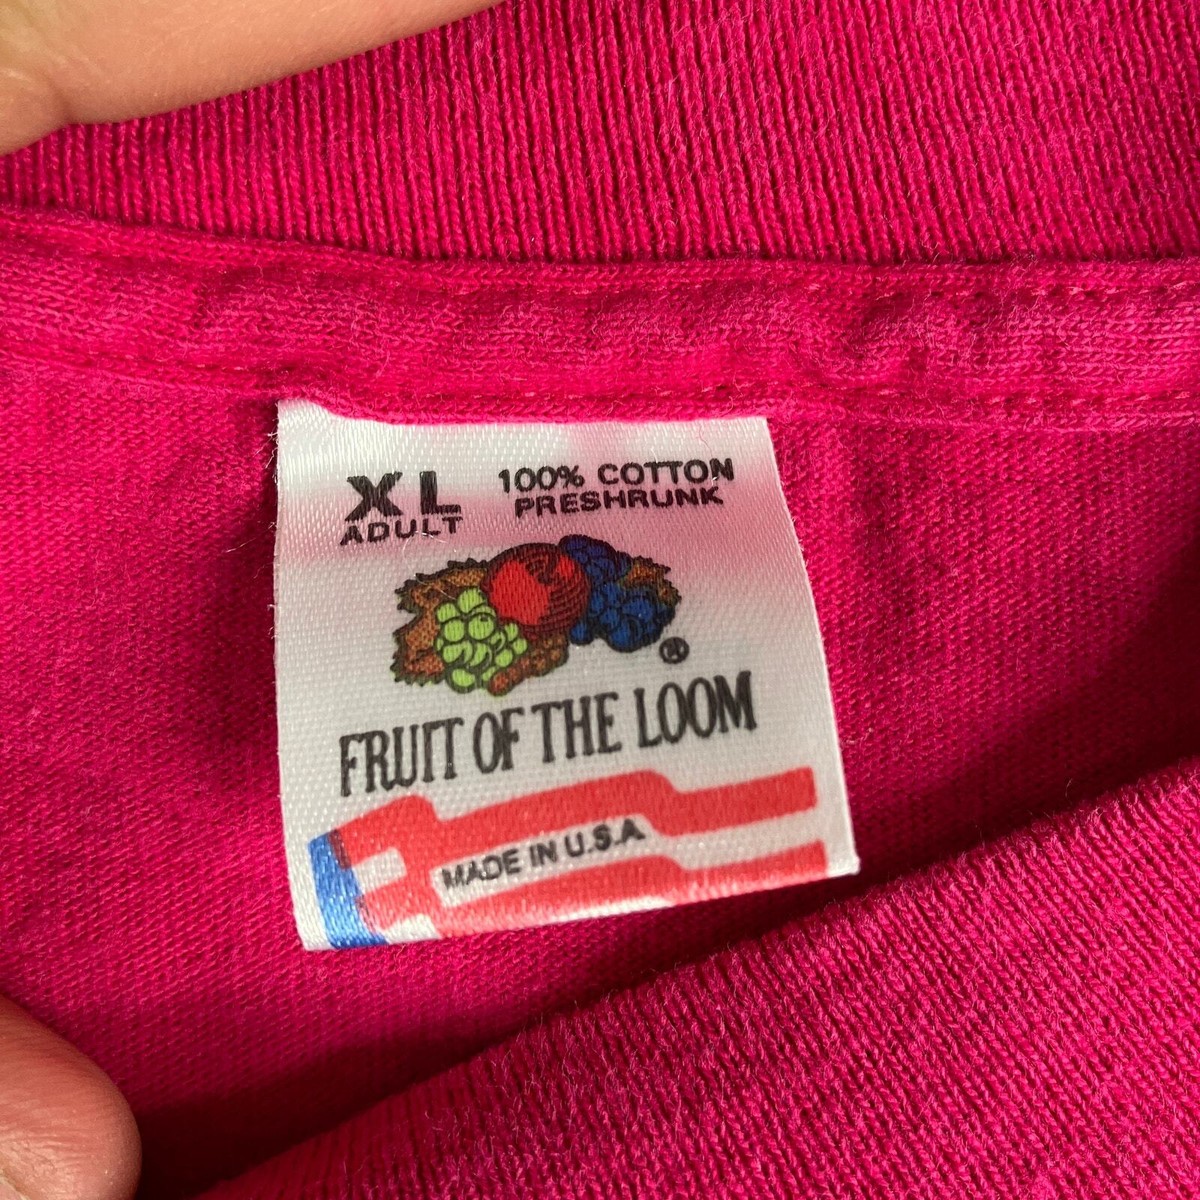 XL
ADULT
100% COTTON
PRESHRUNK
®
FRUIT OF THE LOOM
MADE IN U.S.A.